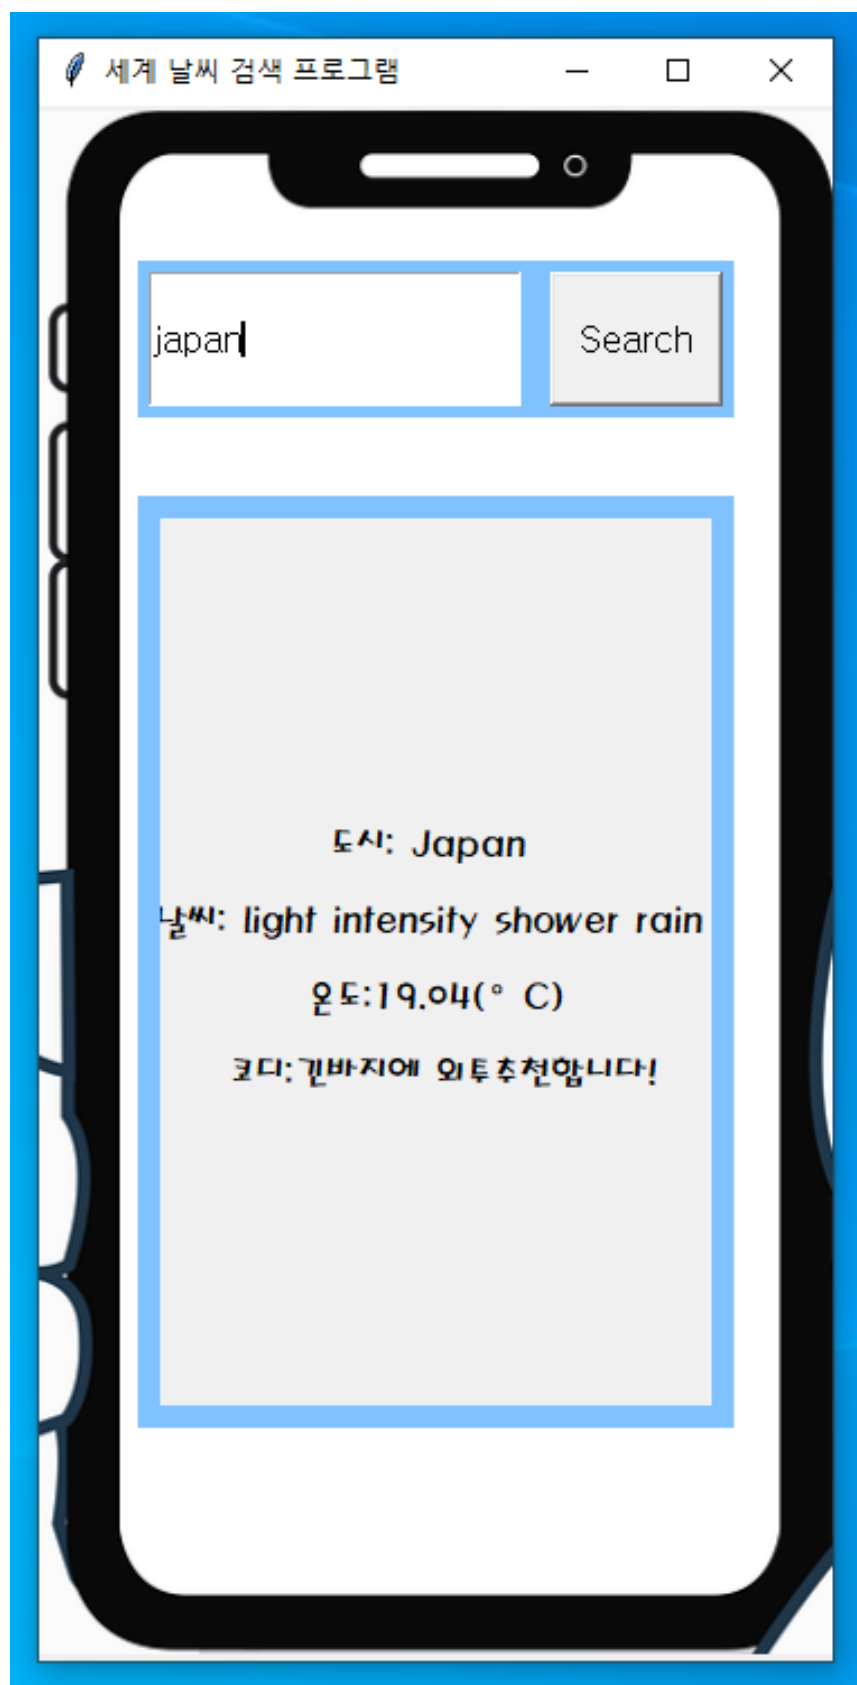 세계 날씨 검색 프로그램
japan
Search
도시: Japan
날씨: light intensity shower rain
온도:19.04(° C)
코디:긴바지에 외투추천합니다!